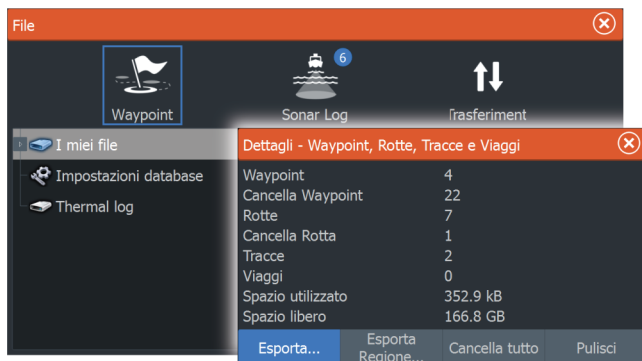 File
6
Waypoint
Sonar Log
Trasferiment
I miei file
Impostazioni database
Thermal log
Dettagli - Waypoint, Rotte, Tracce e Viaggi
Waypoint 4
Cancella Waypoint 22
Rotte 7
Cancella Rotta 1
Tracce 2
Viaggi 0
Spazio utilizzato 352.9 kB
Spazio libero 166.8 GB
Esporta...
Esporta
Regione...
Cancella tutto
Pulisci